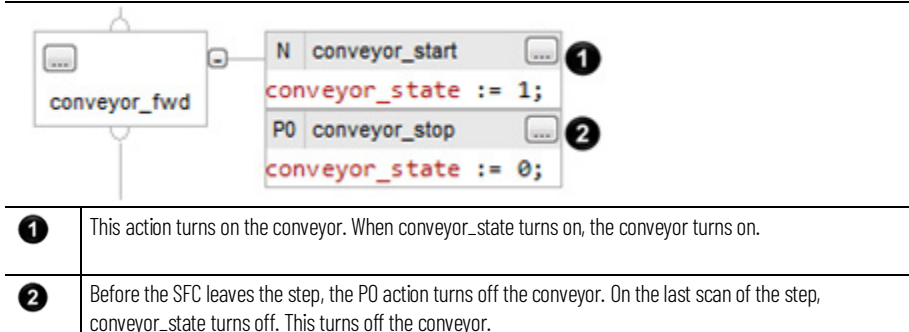 ...
N conveyor_start ...
1
conveyor_fwd
conveyor_state := 1;
P0 conveyor_stop ...
2
conveyor_state := 0;
1 This action turns on the conveyor. When conveyor_state turns on, the conveyor turns on.
2 Before the SFC leaves the step, the P0 action turns off the conveyor. On the last scan of the step,
conveyor_state turns off. This turns off the conveyor.